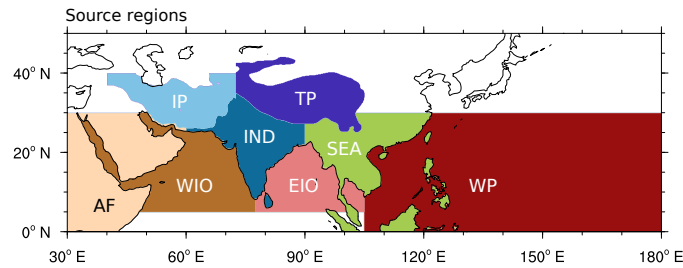 Source regions
40° N
IP
TP
IND
20° N
SEA
WIO
EIO
WP
AF
0° N
30° E
60° E
90° E
120° E
150° E
180° E